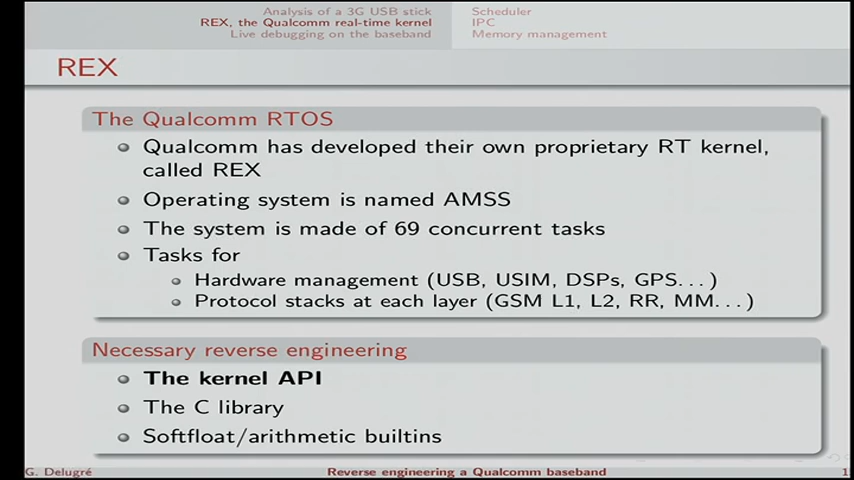 Analysis of a 3G USB stick
REX, the Qualcomm real-time kernel
Live debugging on the baseband
Scheduler
IPC
Memory management
REX
The Qualcomm RTOS
Qualcomm has developed their own proprietary RT kernel,
called REX
Operating system is named AMSS
The system is made of 69 concurrent tasks
Tasks for
Hardware management (USB, USIM, DSPs, GPS...)
Protocol stacks at each layer (GSM L1, L2, RR, MM...)
Necessary reverse engineering
The kernel API
The C library
Softfloat/arithmetic builtins
G. Delugré
Reverse engineering a Qualcomm baseband